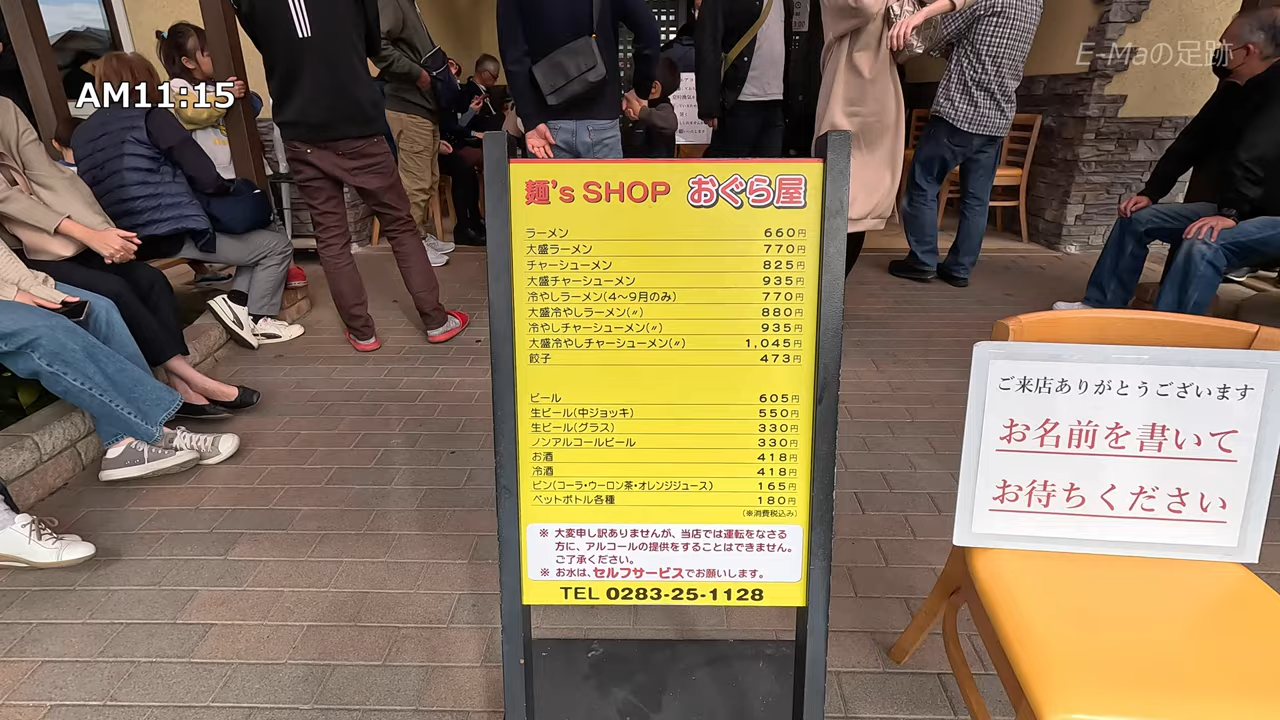 E-Maの足跡
AM11:15
麺's SHOP おぐら屋
ラーメン 660円
大盛ラーメン 770円
チャーシューメン 825円
大盛チャーシューメン 935円
冷やしラーメン(4〜9月のみ) 770円
大盛冷やしラーメン(〃) 880円
冷やしチャーシューメン(〃) 935円
大盛冷やしチャーシューメン(〃) 1,045円
餃子 473円
ビール 605円
生ビール(中ジョッキ) 550円
生ビール(グラス) 330円
ノンアルコールビール 330円
お酒 418円
冷酒 418円
ビン(コーラ・ウーロン茶・オレンジジュース) 165円
ペットボトル各種 180円
(※消費税込み)
※ 大変申し訳ありませんが、当店では運転をなさる
方に、アルコールの提供をすることはできません。
ご了承ください。
※ お水は、セルフサービスでお願いします。
TEL 0283-25-1128
ご来店ありがとうございます
お名前を書いて
お待ちください